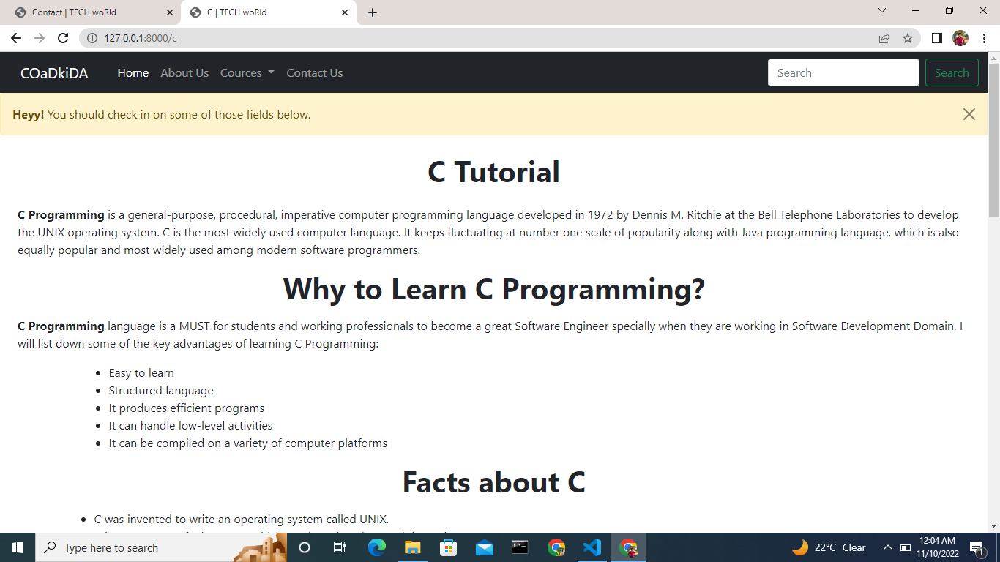 Contact | TECH woRld
C | TECH woRld
127.0.0.1:8000/c
COaDkiDA Home About Us Cources Contact Us Search Search
Heyy! You should check in on some of those fields below.
C Tutorial
C Programming is a general-purpose, procedural, imperative computer programming language developed in 1972 by Dennis M. Ritchie at the Bell Telephone Laboratories to develop
the UNIX operating system. C is the most widely used computer language. It keeps fluctuating at number one scale of popularity along with Java programming language, which is also
equally popular and most widely used among modern software programmers.
Why to Learn C Programming?
C Programming language is a MUST for students and working professionals to become a great Software Engineer specially when they are working in Software Development Domain. I
will list down some of the key advantages of learning C Programming:
Easy to learn
Structured language
It produces efficient programs
It can handle low-level activities
It can be compiled on a variety of computer platforms
Facts about C
C was invented to write an operating system called UNIX.
Type here to search
22°C Clear
12:04 AM
11/10/2022
1